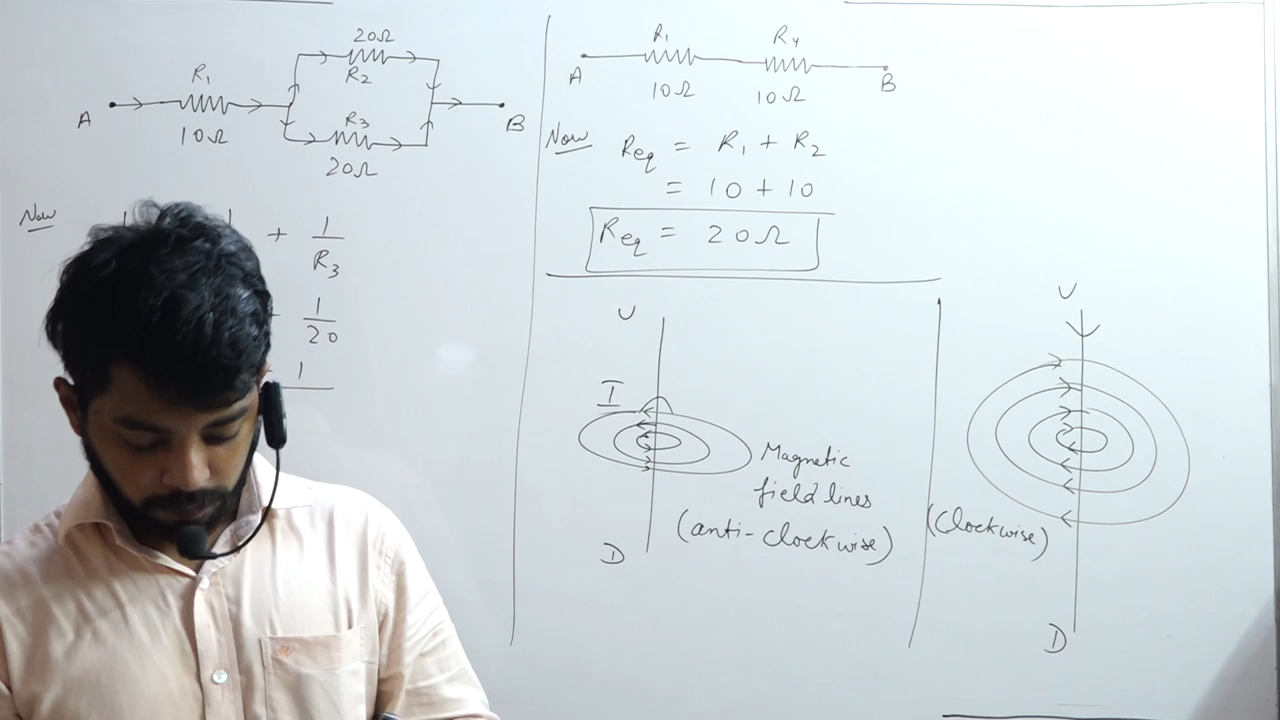 20Ω
R₁
R₂
A
B
10Ω
R₃
20Ω
Now
+ 1/R₃
1/20
1
R₁ R₄
A B
10Ω 10Ω
Now Req = R₁ + R₂
= 10 + 10
Req = 20Ω
U
I
Magnetic
field lines
(anti-clockwise)
D
U
(Clockwise)
D